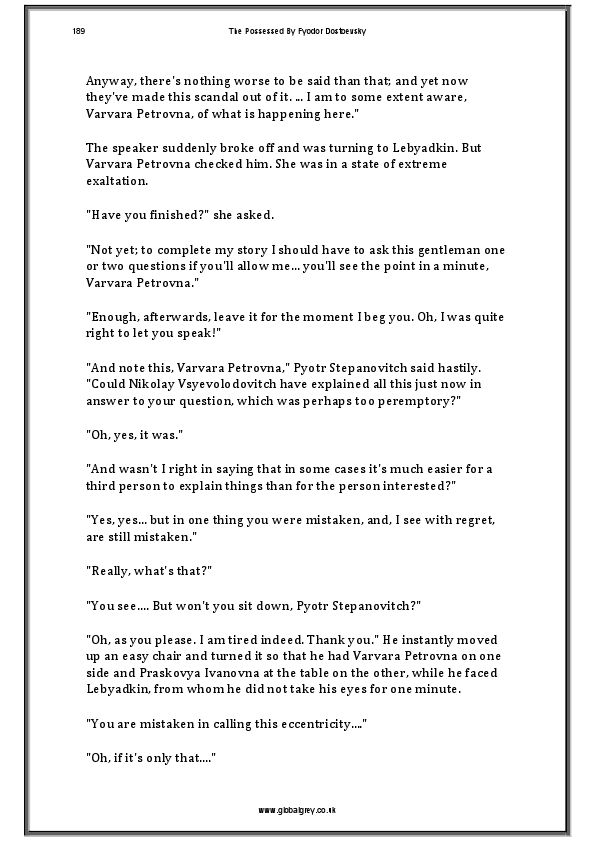 189
The Possessed By Fyodor Dostoevsky
Anyway, there's nothing worse to be said than that; and yet now
they've made this scandal out of it. ... I am to some extent aware,
Varvara Petrovna, of what is happening here."
The speaker suddenly broke off and was turning to Lebyadkin. But
Varvara Petrovna checked him. She was in a state of extreme
exaltation.
"Have you finished?" she asked.
"Not yet; to complete my story I should have to ask this gentleman one
or two questions if you'll allow me... you'll see the point in a minute,
Varvara Petrovna."
"Enough, afterwards, leave it for the moment I beg you. Oh, I was quite
right to let you speak!"
"And note this, Varvara Petrovna," Pyotr Stepanovitch said hastily.
"Could Nikolay Vsyevolodovitch have explained all this just now in
answer to your question, which was perhaps too peremptory?"
"Oh, yes, it was."
"And wasn't I right in saying that in some cases it's much easier for a
third person to explain things than for the person interested?"
"Yes, yes... but in one thing you were mistaken, and, I see with regret,
are still mistaken."
"Really, what's that?"
"You see.... But won't you sit down, Pyotr Stepanovitch?"
"Oh, as you please. I am tired indeed. Thank you." He instantly moved
up an easy chair and turned it so that he had Varvara Petrovna on one
side and Praskovya Ivanovna at the table on the other, while he faced
Lebyadkin, from whom he did not take his eyes for one minute.
"You are mistaken in calling this eccentricity...."
"Oh, if it's only that...."
www.globalgrey.co.uk